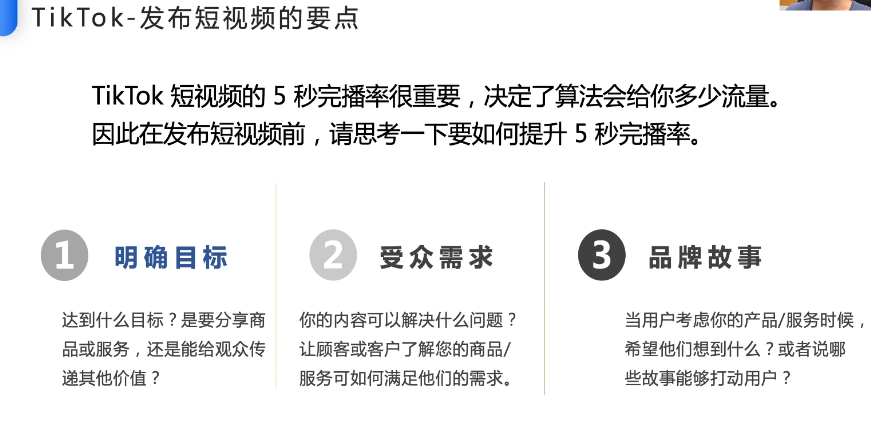 TikTok-发布短视频的要点
TikTok 短视频的 5 秒完播率很重要，决定了算法会给你多少流量。
因此在发布短视频前，请思考一下要如何提升 5 秒完播率。
1 明确目标
达到什么目标？是要分享商
品或服务，还是能给观众传
递其他价值？
2 受众需求
你的内容可以解决什么问题？
让顾客或客户了解您的商品/
服务可如何满足他们的需求。
3 品牌故事
当用户考虑你的产品/服务时候，
希望他们想到什么？或者说哪
些故事能够打动用户？